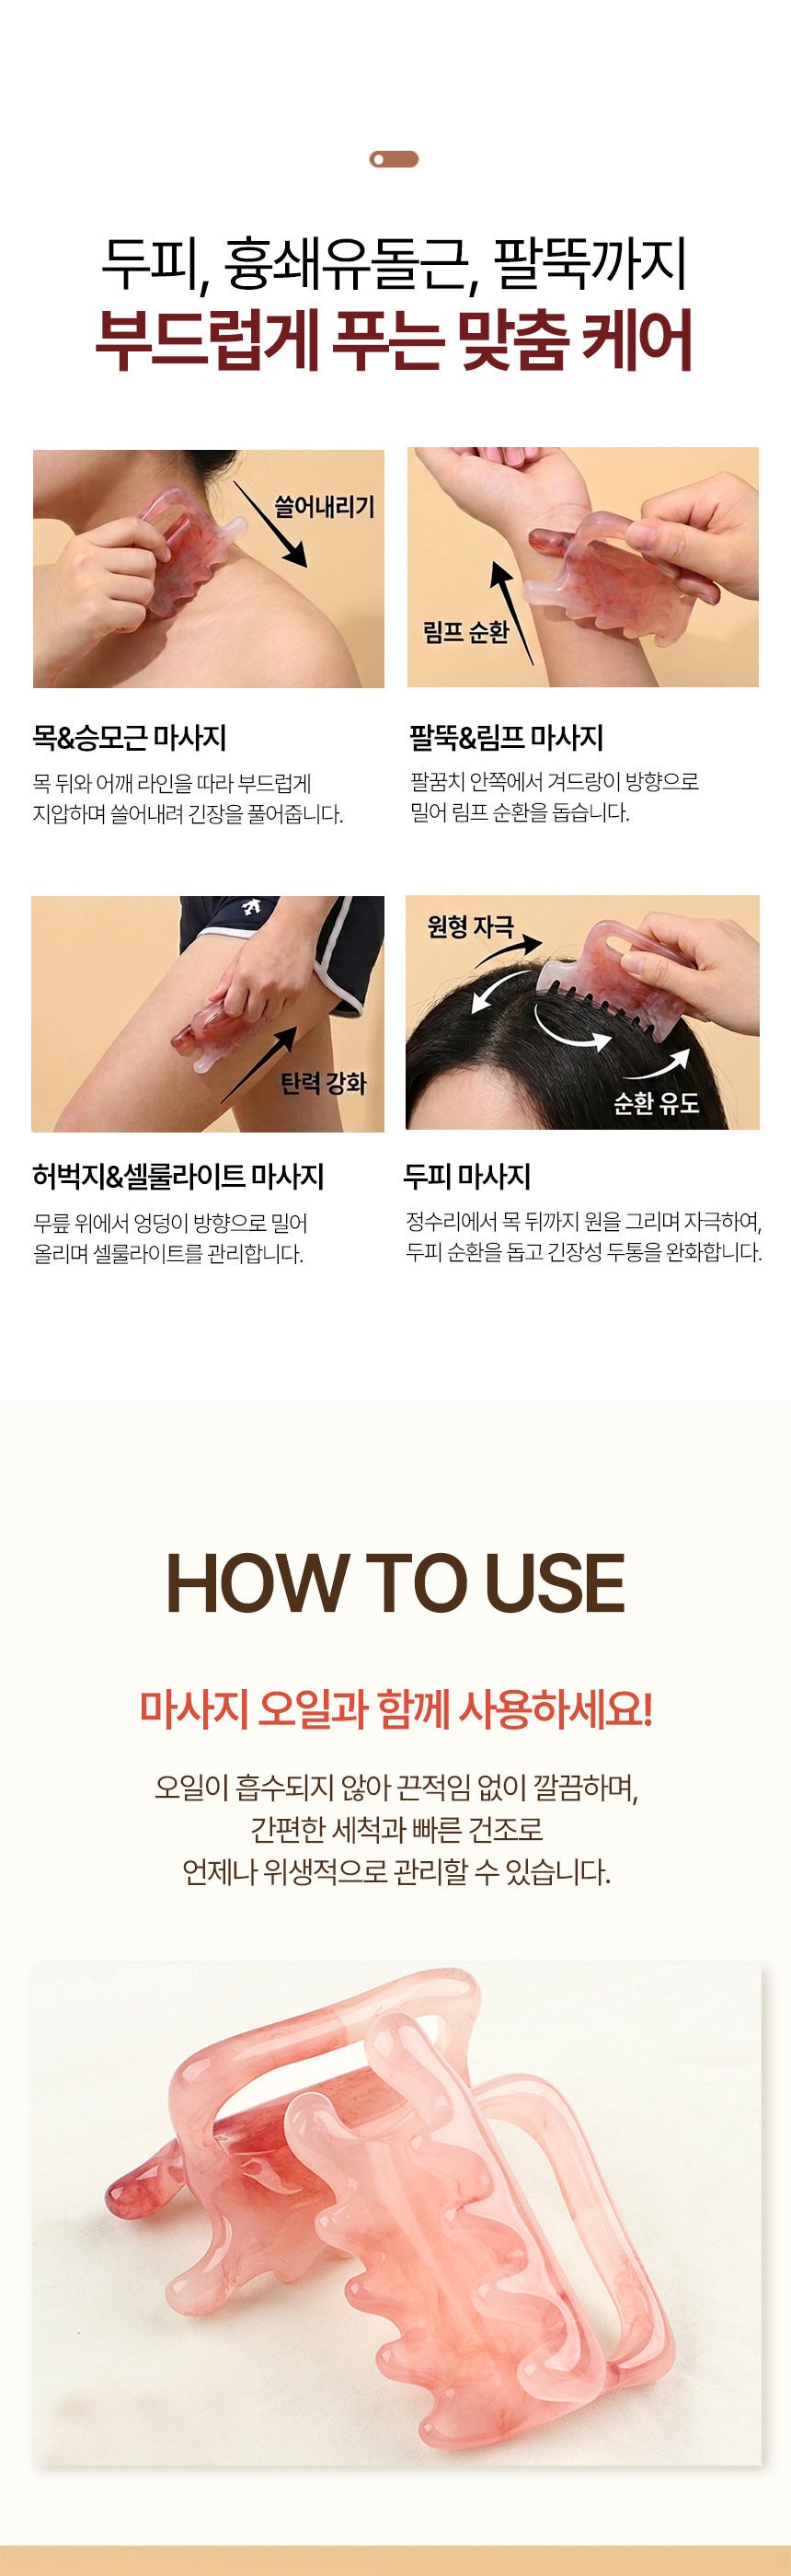 두피, 흉쇄유돌근, 팔뚝까지
부드럽게 푸는 맞춤 케어
쓸어내리기
림프 순환
목&승모근 마사지
목 뒤와 어깨 라인을 따라 부드럽게
지압하며 쓸어내려 긴장을 풀어줍니다.
팔뚝&림프 마사지
팔꿈치 안쪽에서 겨드랑이 방향으로
밀어 림프 순환을 돕습니다.
탄력 강화
원형 자극
순환 유도
허벅지&셀룰라이트 마사지
무릎 위에서 엉덩이 방향으로 밀어
올리며 셀룰라이트를 관리합니다.
두피 마사지
정수리에서 목 뒤까지 원을 그리며 자극하여,
두피 순환을 돕고 긴장성 두통을 완화합니다.
HOW TO USE
마사지 오일과 함께 사용하세요!
오일이 흡수되지 않아 끈적임 없이 깔끔하며,
간편한 세척과 빠른 건조로
언제나 위생적으로 관리할 수 있습니다.